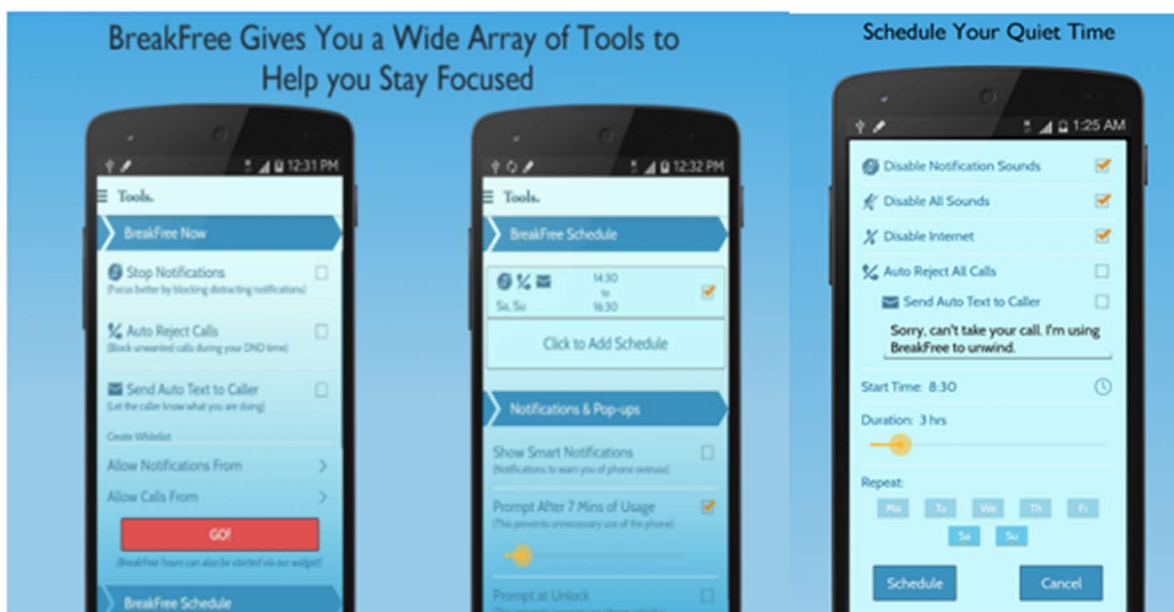 BreakFree Gives You a Wide Array of Tools to
Help you Stay Focused
12:31 PM
Tools.
BreakFree Now
Stop Notifications
(Focus better by blocking distracting notifications)
Auto Reject Calls
(Block unwanted calls during your DND time)
Send Auto Text to Caller
(Let the caller know what you are doing)
Create Whitelist
Allow Notifications From
Allow Calls From
GO!
(BreakFree hours can also be started via our widget)
BreakFree Schedule
12:32 PM
Tools.
BreakFree Schedule
14:30
to
Sa, Su 16:30
Click to Add Schedule
Notifications & Pop-ups
Show Smart Notifications
(Notifications to warn you of phone overuse)
Prompt After 7 Mins of Usage
(This prevents unnecessary use of the phone)
Prompt at Unlock
Schedule Your Quiet Time
1:25 AM
Disable Notification Sounds
Disable All Sounds
Disable Internet
Auto Reject All Calls
Send Auto Text to Caller
Sorry, can't take your call. I'm using
BreakFree to unwind.
Start Time: 8:30
Duration: 3 hrs
Repeat:
Mo Tu We Th Fr
Sa Su
Schedule Cancel